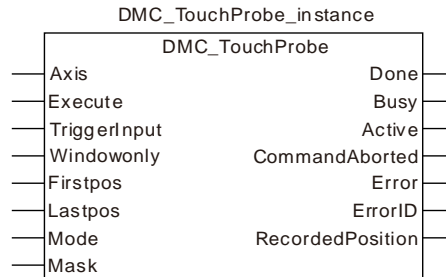 DMC_TouchProbe_instance
DMC_TouchProbe
Axis Done
Execute Busy
TriggerInput Active
Windowonly CommandAborted
Firstpos Error
Lastpos ErrorID
Mode RecordedPosition
Mask